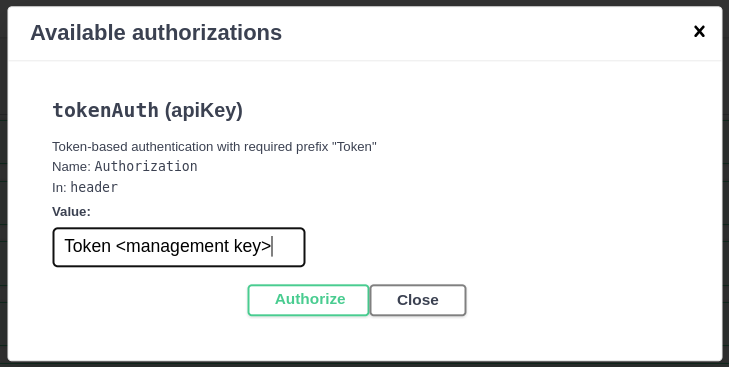 Available authorizations
x
tokenAuth (apiKey)
Token-based authentication with required prefix "Token"
Name: Authorization
In: header
Value:
Token <management key>
Authorize Close